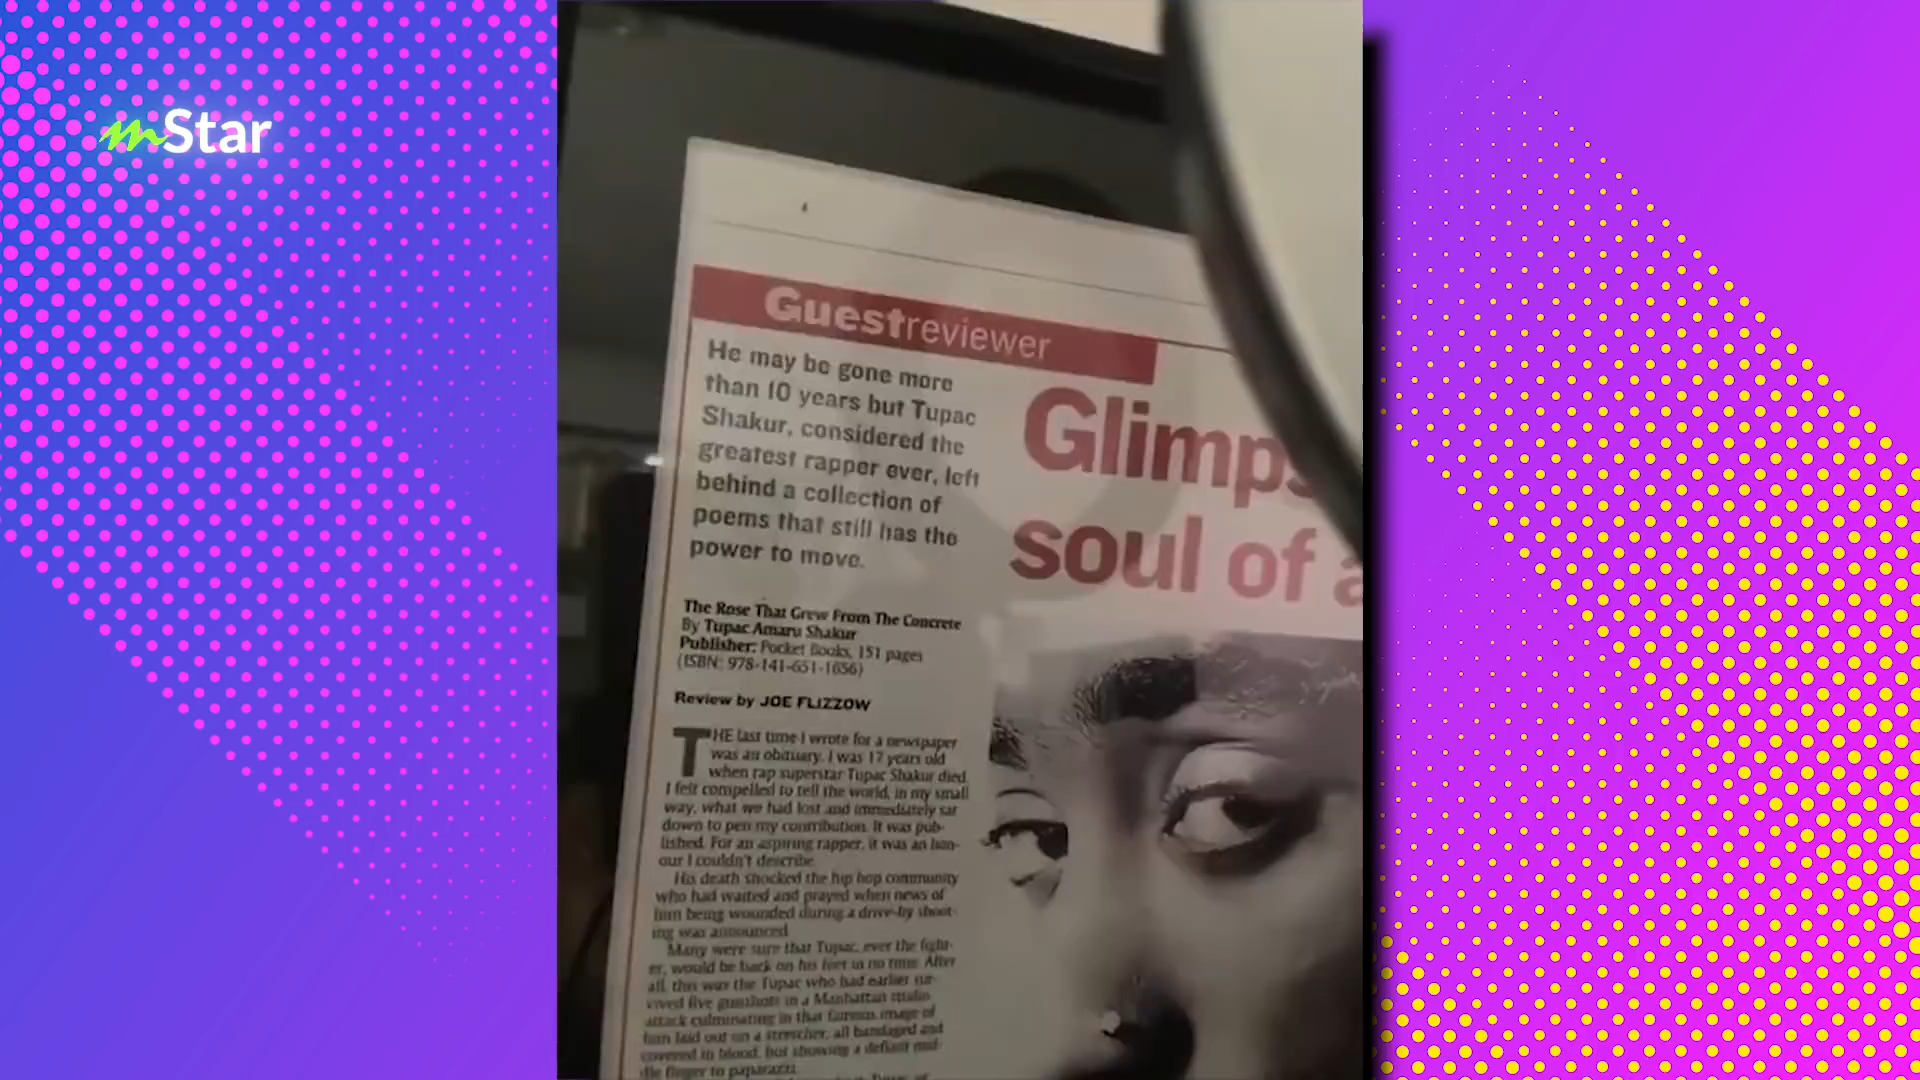 mStar
Guestreviewer
He may be gone more
than 10 years but Tupac
Shakur, considered the
greatest rapper ever, left
behind a collection of
poems that still has the
power to move.
Glimps
soul of a
The Rose That Grew From The Concrete
By Tupac Amaru Shakur
Publisher: Pocket Books, 151 pages
(ISBN: 978-141-651-1656)
Review by JOE FLIZZOW
THE last time I wrote for a newspaper
was an obituary. I was 17 years old
when rap superstar Tupac Shakur died.
I felt compelled to tell the world, in my small
way, what we had lost and immediately sat
down to pen my contribution. It was pub-
lished. For an aspiring rapper, it was an hon-
our I couldn't describe.
His death shocked the hip hop community
who had waited and prayed when news of
him being wounded during a drive-by shoot-
ing was announced.
Many were sure that Tupac, ever the fight-
er, would be back on his feet in no time. After
all, this was the Tupac who had earlier sur-
vived five gunshots in a Manhattan studio
attack culminating in that famous image of
him laid out on a stretcher, all bandaged and
covered in blood, but showing a defiant mid-
dle finger to paparazzi.